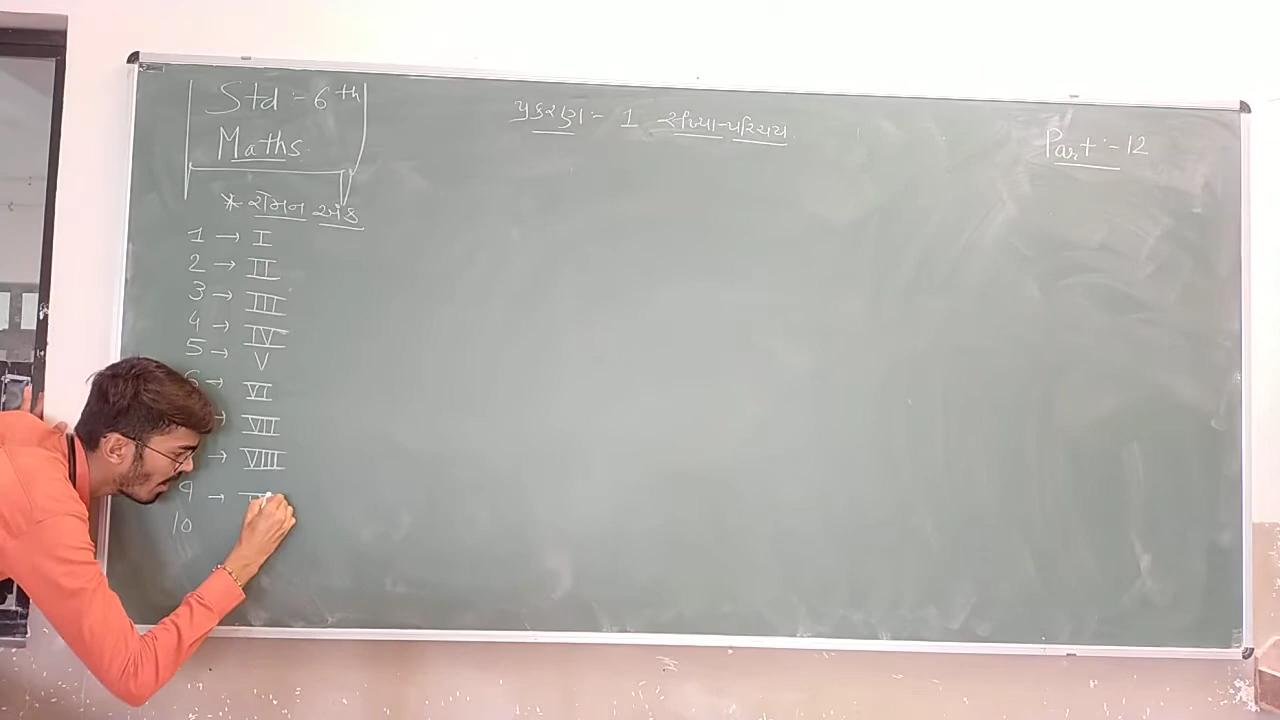 Std :- 6th
Maths
પ્રકરણ :- 1 સંખ્યા-પરિચય
Part :- 12
* રોમન અંક
1 → I
2 → II
3 → III
4 → IV
5 → V
6 → VI
→ VII
→ VIII
9 →
10